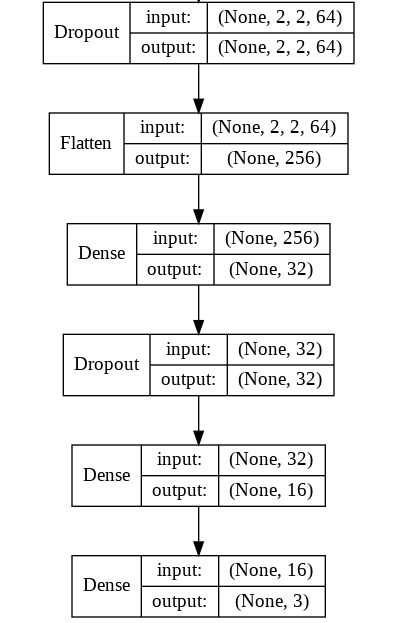 Dropout input: (None, 2, 2, 64)
output: (None, 2, 2, 64)
Flatten input: (None, 2, 2, 64)
output: (None, 256)
Dense input: (None, 256)
output: (None, 32)
Dropout input: (None, 32)
output: (None, 32)
Dense input: (None, 32)
output: (None, 16)
Dense input: (None, 16)
output: (None, 3)